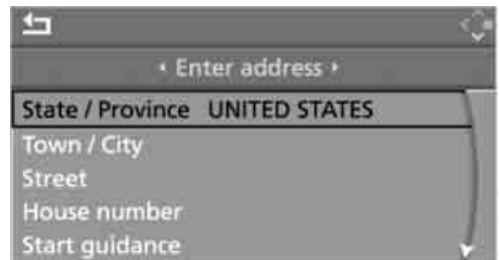 Enter address
State / Province UNITED STATES
Town / City
Street
House number
Start guidance